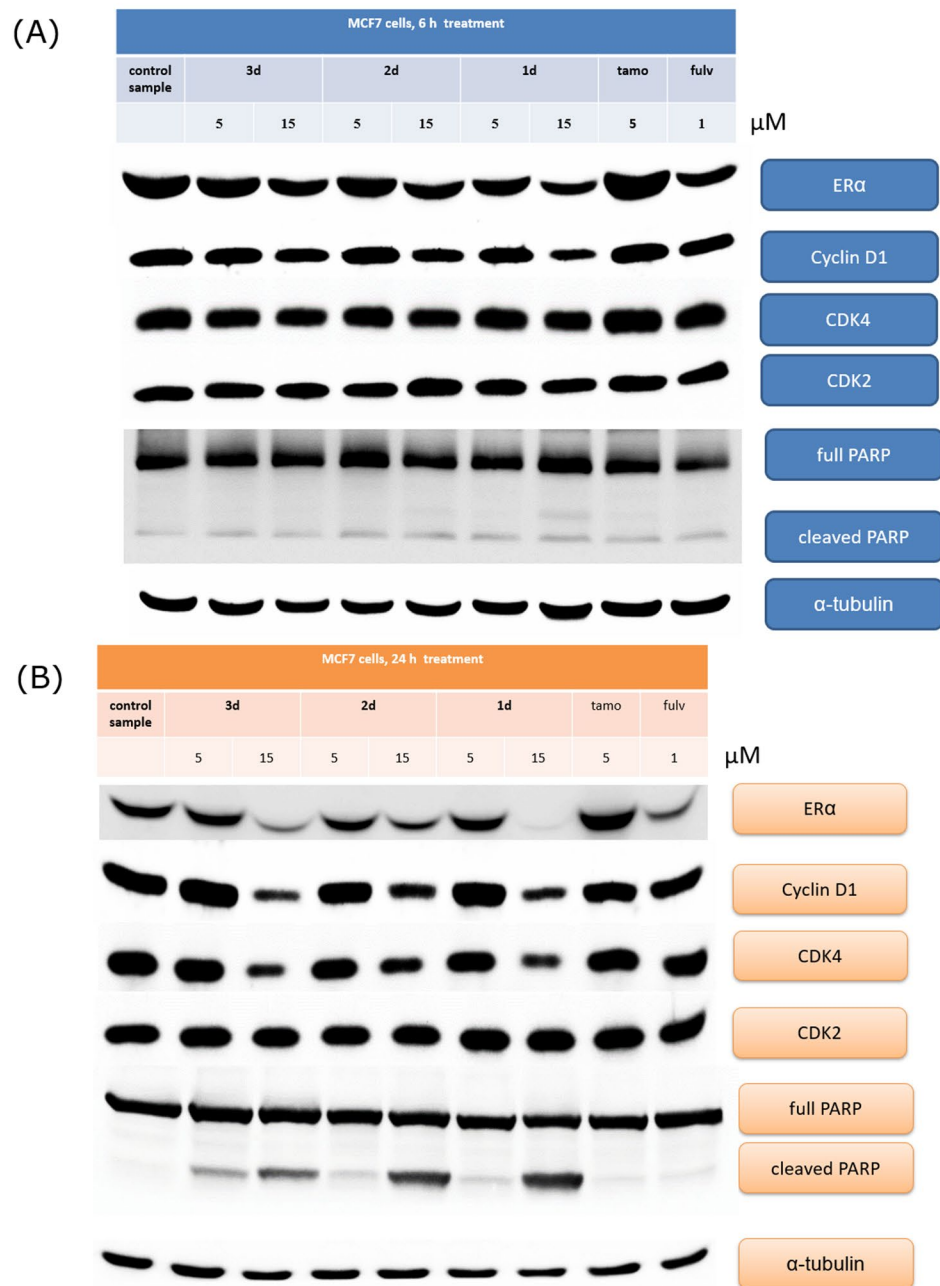 (A)
MCF7 cells, 6 h treatment
control sample 3d 2d 1d tamo fulv
5 15 5 15 5 15 5 1 μM
ERα
Cyclin D1
CDK4
CDK2
full PARP
cleaved PARP
α-tubulin
(B)
MCF7 cells, 24 h treatment
control sample 3d 2d 1d tamo fulv
5 15 5 15 5 15 5 1 μM
ERα
Cyclin D1
CDK4
CDK2
full PARP
cleaved PARP
α-tubulin